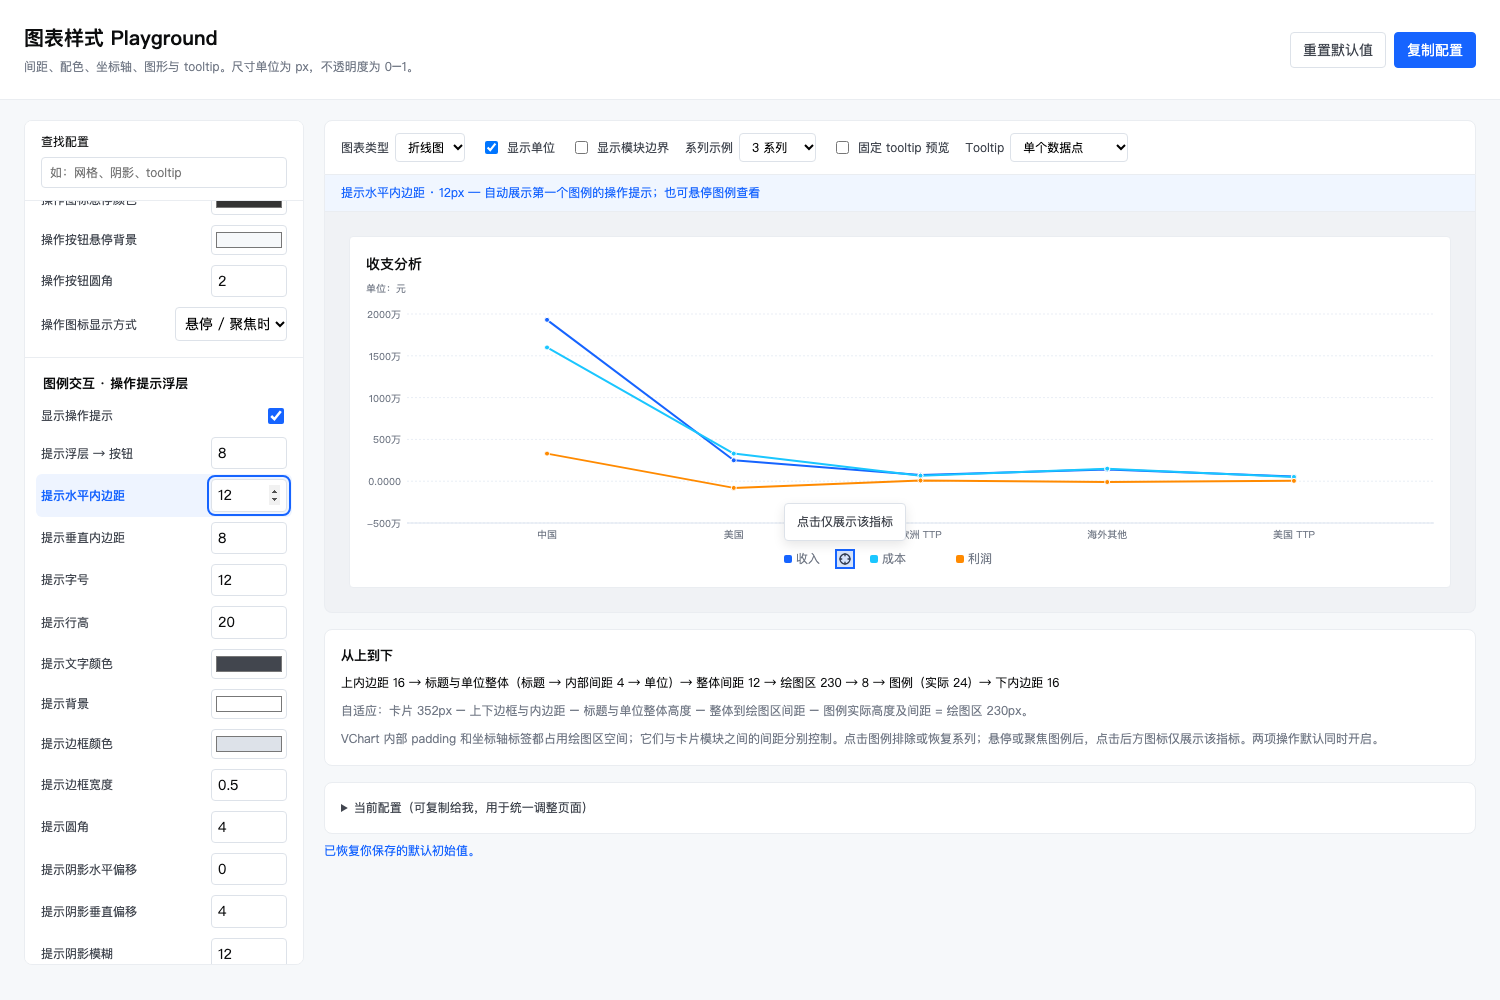 图表样式 Playground
间距、配色、坐标轴、图形与 tooltip。尺寸单位为 px，不透明度为 0—1。
重置默认值
复制配置
查找配置
如：网格、阴影、tooltip
操作图标悬停颜色
操作按钮悬停背景
操作按钮圆角
2
操作图标显示方式
悬停 / 聚焦时
图例交互 · 操作提示浮层
显示操作提示
提示浮层 → 按钮
8
提示水平内边距
12
提示垂直内边距
8
提示字号
12
提示行高
20
提示文字颜色
提示背景
提示边框颜色
提示边框宽度
0.5
提示圆角
4
提示阴影水平偏移
0
提示阴影垂直偏移
4
提示阴影模糊
12
图表类型
折线图
显示单位
显示模块边界
系列示例
3 系列
固定 tooltip 预览
Tooltip
单个数据点
提示水平内边距 · 12px — 自动展示第一个图例的操作提示；也可悬停图例查看
收支分析
单位：元
2000万
1500万
1000万
500万
0.0000
−500万
点击仅展示该指标
中国
美国
洲 TTP
海外其他
美国 TTP
收入
成本
利润
从上到下
上内边距 16 → 标题与单位整体（标题 → 内部间距 4 → 单位）→ 整体间距 12 → 绘图区 230 → 8 → 图例（实际 24）→ 下内边距 16
自适应：卡片 352px − 上下边框与内边距 − 标题与单位整体高度 − 整体到绘图区间距 − 图例实际高度及间距 = 绘图区 230px。
VChart 内部 padding 和坐标轴标签都占用绘图区空间；它们与卡片模块之间的间距分别控制。点击图例排除或恢复系列；悬停或聚焦图例后，点击后方图标仅展示该指标。两项操作默认同时开启。
当前配置（可复制给我，用于统一调整页面）
已恢复你保存的默认初始值。